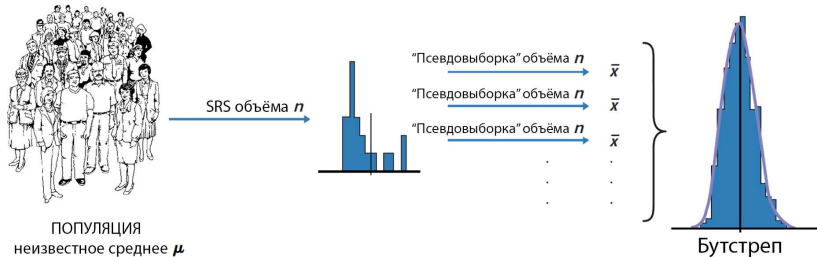 ПОПУЛЯЦИЯ
неизвестное среднее μ
SRS объёма n
"Псевдовыборка" объёма n
x̄
"Псевдовыборка" объёма n
x̄
"Псевдовыборка" объёма n
x̄
Бутстреп